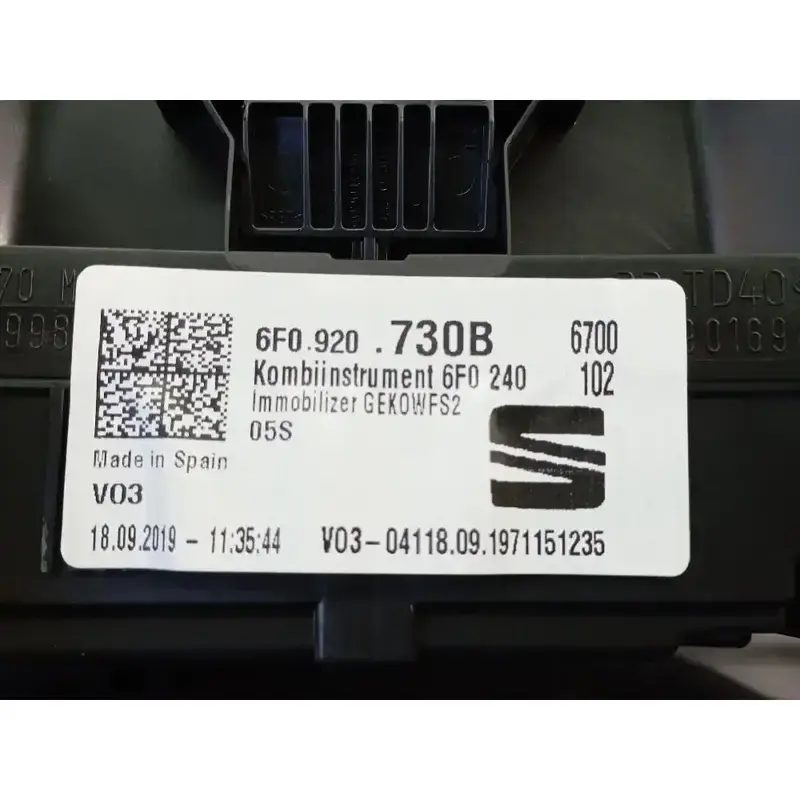 6F0.920 .730B 6700
Kombiinstrument 6F0 240 102
Immobilizer GEKOWFS2
05S
Made in Spain
V03
18.09.2019 - 11:35:44 V03-04118.09.1971151235